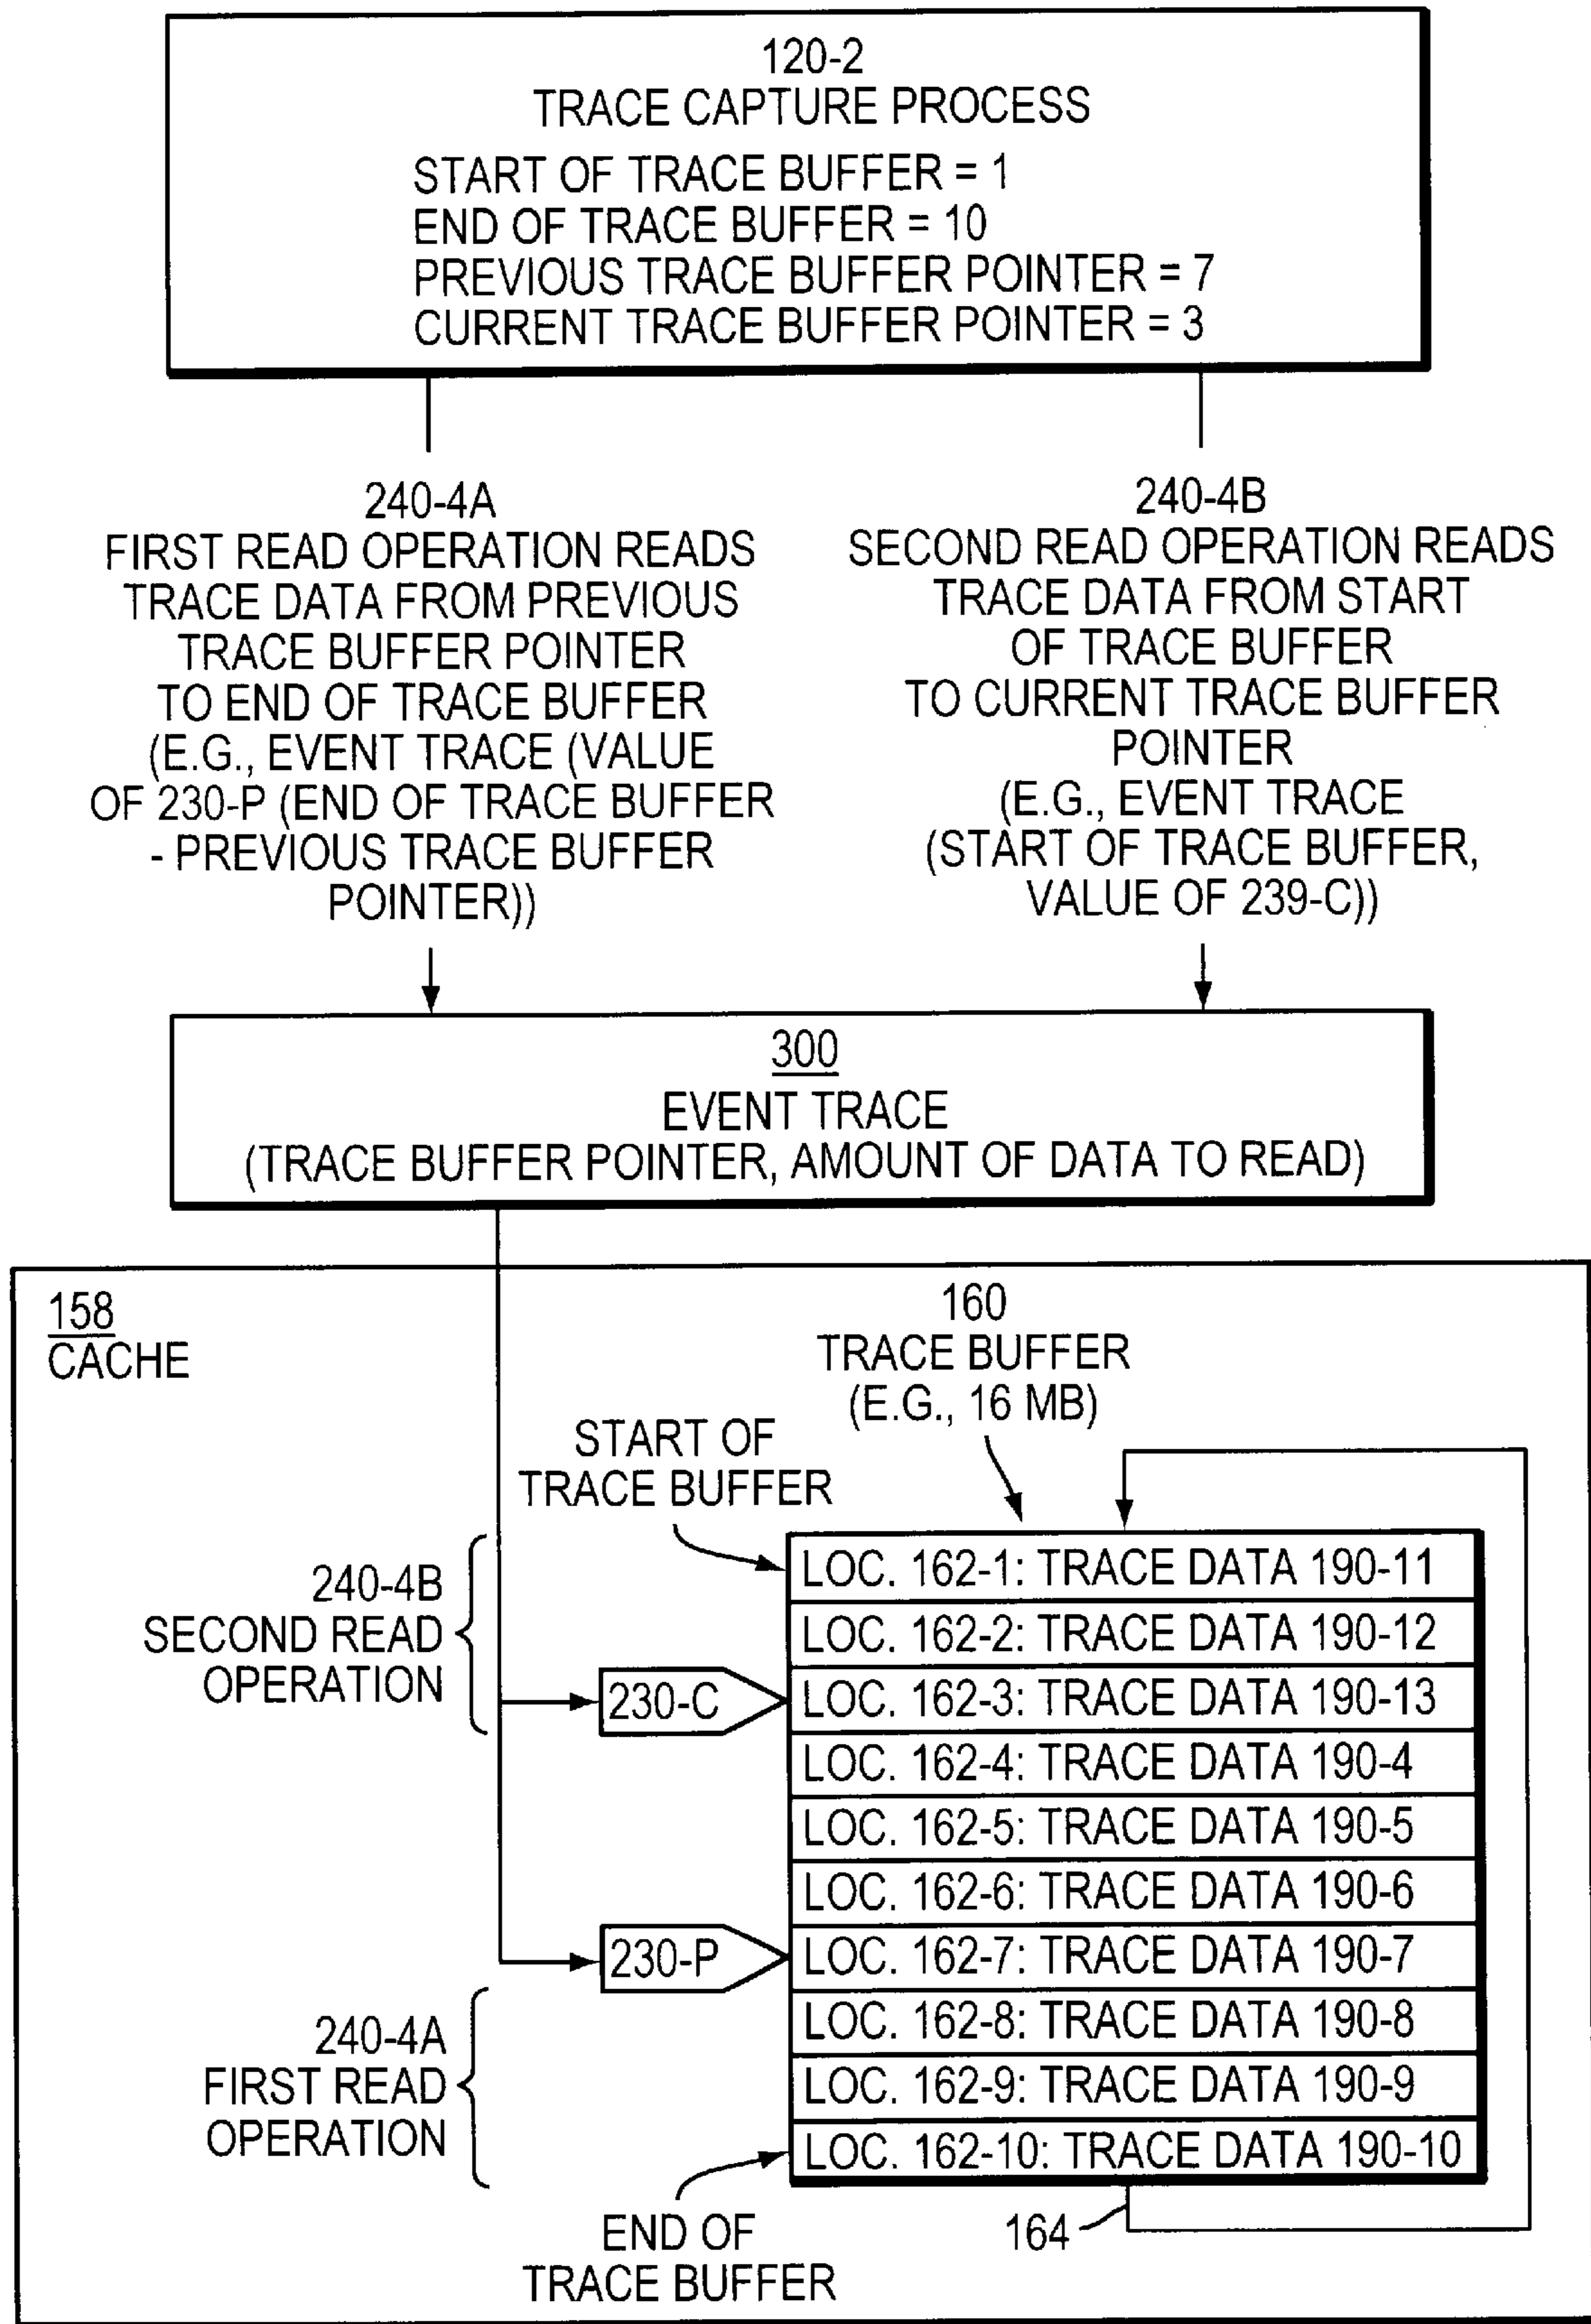 120-2
TRACE CAPTURE PROCESS
START OF TRACE BUFFER = 1
END OF TRACE BUFFER = 10
PREVIOUS TRACE BUFFER POINTER = 7
CURRENT TRACE BUFFER POINTER = 3
240-4A
FIRST READ OPERATION READS
TRACE DATA FROM PREVIOUS
TRACE BUFFER POINTER
TO END OF TRACE BUFFER
(E.G., EVENT TRACE (VALUE
OF 230-P (END OF TRACE BUFFER
- PREVIOUS TRACE BUFFER
POINTER))
240-4B
SECOND READ OPERATION READS
TRACE DATA FROM START
OF TRACE BUFFER
TO CURRENT TRACE BUFFER
POINTER
(E.G., EVENT TRACE
(START OF TRACE BUFFER,
VALUE OF 239-C))
300
EVENT TRACE
(TRACE BUFFER POINTER, AMOUNT OF DATA TO READ)
158
CACHE
160
TRACE BUFFER
(E.G., 16 MB)
START OF
TRACE BUFFER
240-4B
SECOND READ
OPERATION
230-C
230-P
240-4A
FIRST READ
OPERATION
LOC. 162-1: TRACE DATA 190-11
LOC. 162-2: TRACE DATA 190-12
LOC. 162-3: TRACE DATA 190-13
LOC. 162-4: TRACE DATA 190-4
LOC. 162-5: TRACE DATA 190-5
LOC. 162-6: TRACE DATA 190-6
LOC. 162-7: TRACE DATA 190-7
LOC. 162-8: TRACE DATA 190-8
LOC. 162-9: TRACE DATA 190-9
LOC. 162-10: TRACE DATA 190-10
END OF
TRACE BUFFER
164